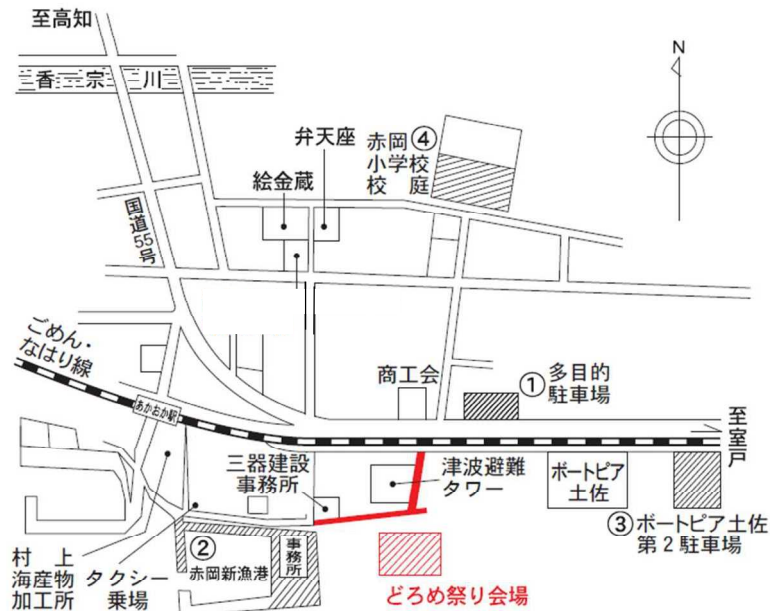 至高知
香宗川
N
弁天座
赤岡④
小学校
校庭
絵金蔵
国道55号
ごめん・
なはり線
商工会
①多目的
駐車場
あかおか駅
至室戸
三器建設
事務所
津波避難
タワー
ボートピア
土佐
③ボートピア土佐
第2駐車場
村上
海産物
加工所
タクシー
乗場
②
赤岡新漁港
事務所
どろめ祭り会場